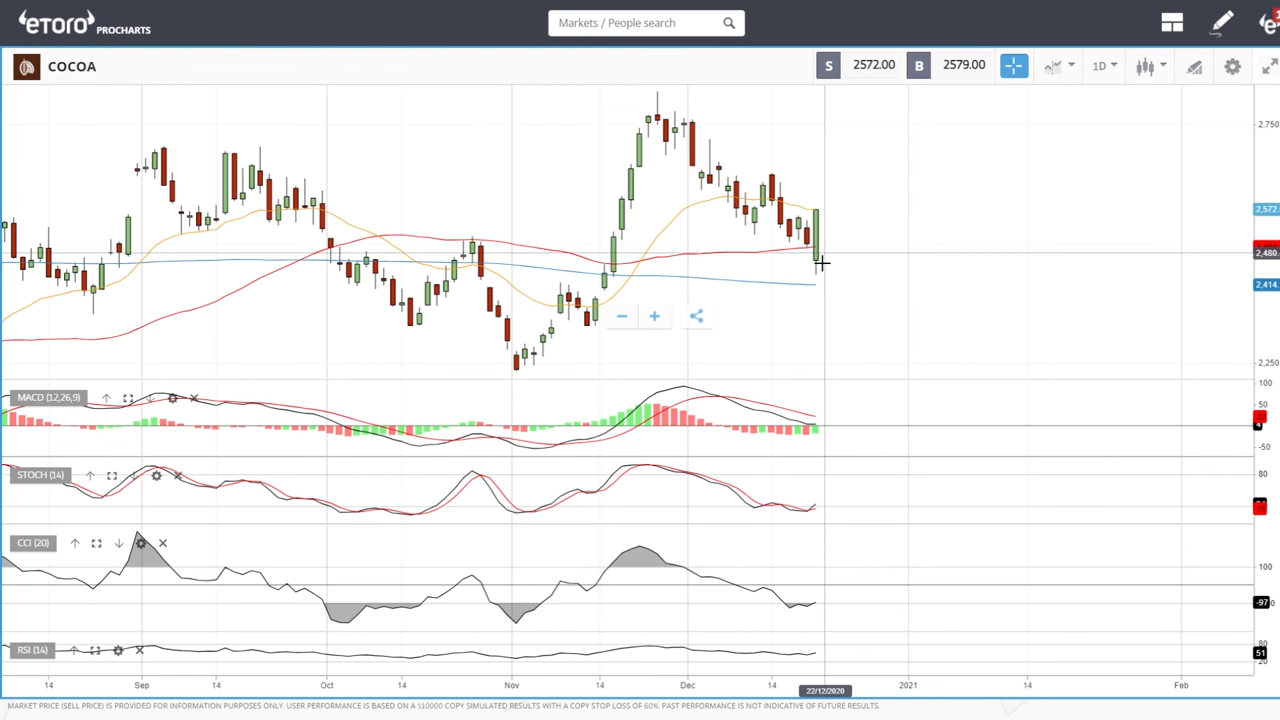 eToro PROCHARTS
Markets / People search
COCOA
S 2572.00 B 2579.00
1D
2,750
2,572.
2,480.
2,414.
2,250
MACD (12,26,9)
100
50
-50
STOCH (14)
80
CCI (20)
100
-97
RSI (14)
80
51
20
14 Sep 14 Oct 14 Nov 14 Dec 14 22/12/2020 2021 14 Feb
MARKET PRICE (SELL PRICE) IS PROVIDED FOR INFORMATION PURPOSES ONLY. USER PERFORMANCE IS BASED ON A $10000 COPY SIMULATED RESULTS WITH A COPY STOP LOSS OF 60%. PAST PERFORMANCE IS NOT INDICATIVE OF FUTURE RESULTS.